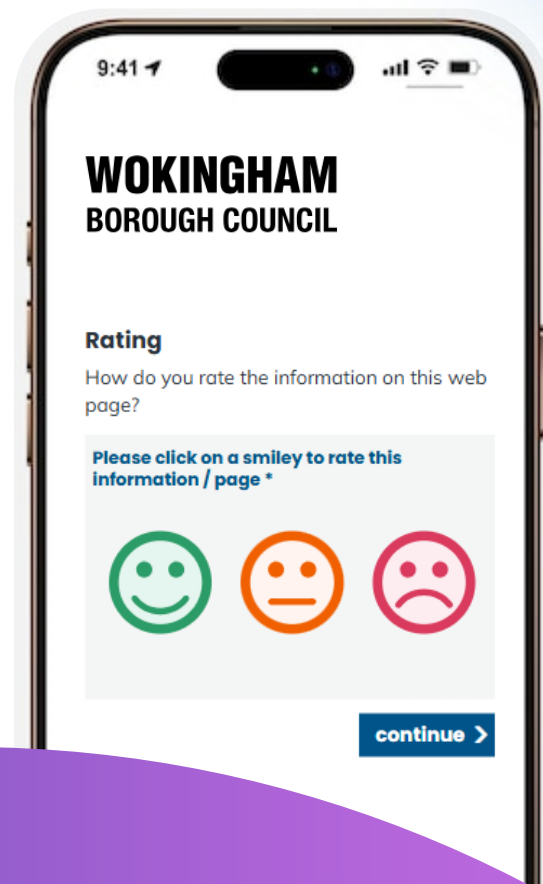 9:41
WOKINGHAM
BOROUGH COUNCIL
Rating
How do you rate the information on this web
page?
Please click on a smiley to rate this
information / page *
continue